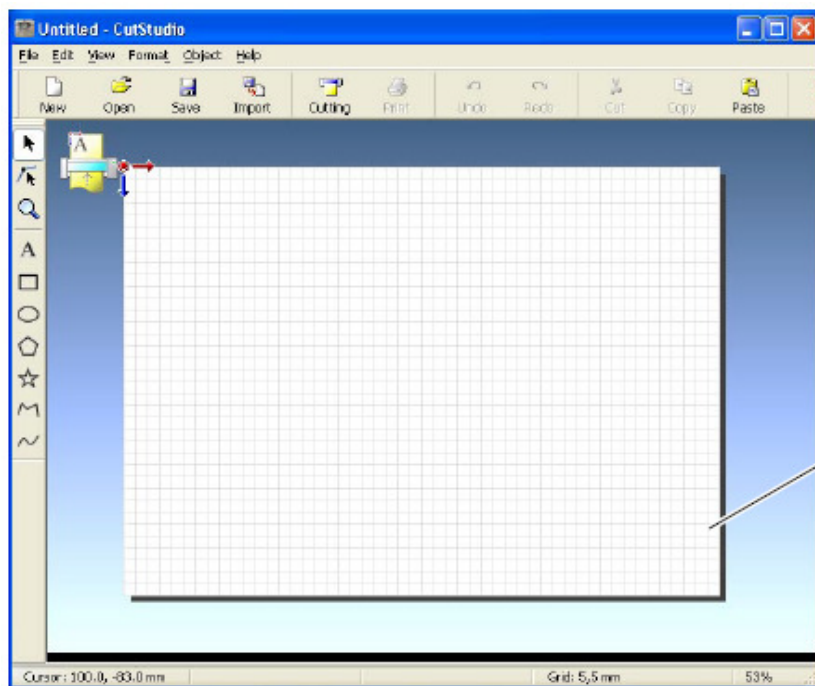 Untitled - CutStudio
File Edit View Format Object Help
New Open Save Import Cutting Print Undo Redo Cut Copy Paste
A
A
Cursor: 100.0, -83.0 mm Grid: 5,5 mm 53%